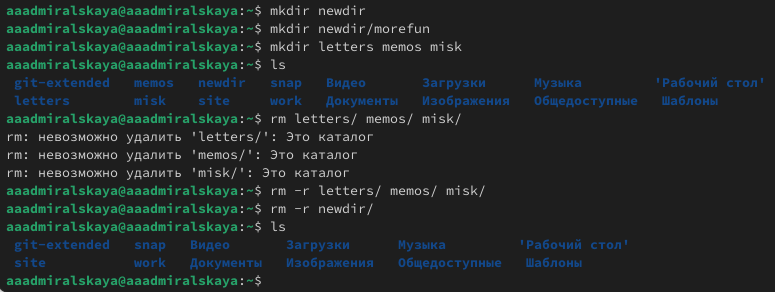 aaadmiralskaya@aaadmiralskaya:~$ mkdir newdir
aaadmiralskaya@aaadmiralskaya:~$ mkdir newdir/morefun
aaadmiralskaya@aaadmiralskaya:~$ mkdir letters memos misk
aaadmiralskaya@aaadmiralskaya:~$ ls
git-extended memos newdir snap Видео Загрузки Музыка 'Рабочий стол'
letters misk site work Документы Изображения Общедоступные Шаблоны
aaadmiralskaya@aaadmiralskaya:~$ rm letters/ memos/ misk/
rm: невозможно удалить 'letters/': Это каталог
rm: невозможно удалить 'memos/': Это каталог
rm: невозможно удалить 'misk/': Это каталог
aaadmiralskaya@aaadmiralskaya:~$ rm -r letters/ memos/ misk/
aaadmiralskaya@aaadmiralskaya:~$ rm -r newdir/
aaadmiralskaya@aaadmiralskaya:~$ ls
git-extended snap Видео Загрузки Музыка 'Рабочий стол'
site work Документы Изображения Общедоступные Шаблоны
aaadmiralskaya@aaadmiralskaya:~$